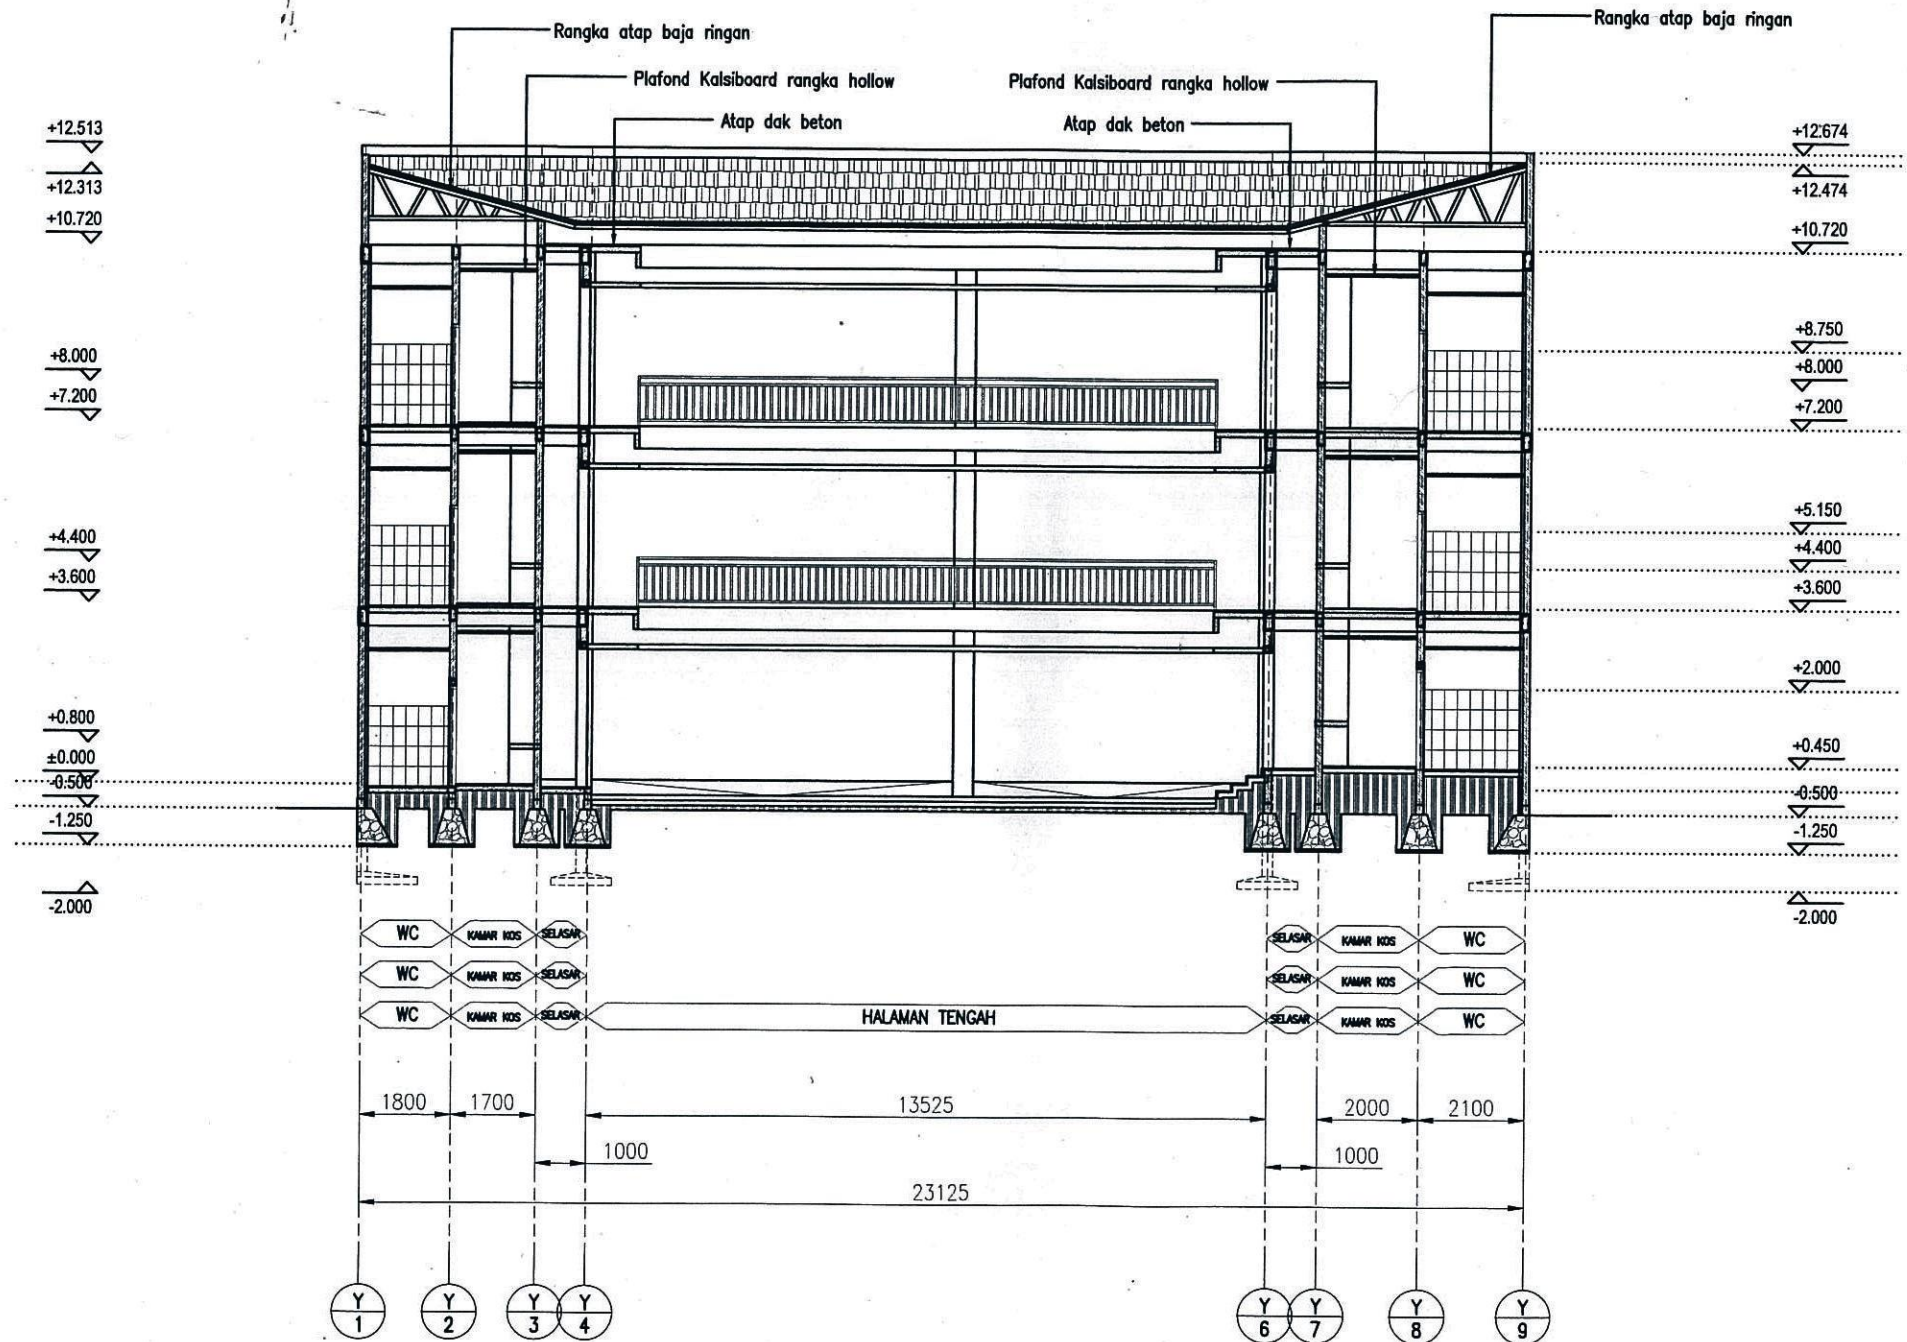 Rangka atap baja ringan
Rangka atap baja ringan
Plafond Kalsiboard rangka hollow
Plafond Kalsiboard rangka hollow
Atap dak beton
Atap dak beton
+12.513
+12.313
+10.720
+8.000
+7.200
+4.400
+3.600
+0.800
±0.000
-0.500
-1.250
-2.000
+12.674
+12.474
+10.720
+8.750
+8.000
+7.200
+5.150
+4.400
+3.600
+2.000
+0.450
-0.500
-1.250
-2.000
WC KAMAR KOS SELASAR SELASAR KAMAR KOS WC
WC KAMAR KOS SELASAR SELASAR KAMAR KOS WC
WC KAMAR KOS SELASAR HALAMAN TENGAH SELASAR KAMAR KOS WC
1800 1700 13525 2000 2100
1000 1000
23125
Y Y Y Y Y Y Y Y
1 2 3 4 6 7 8 9